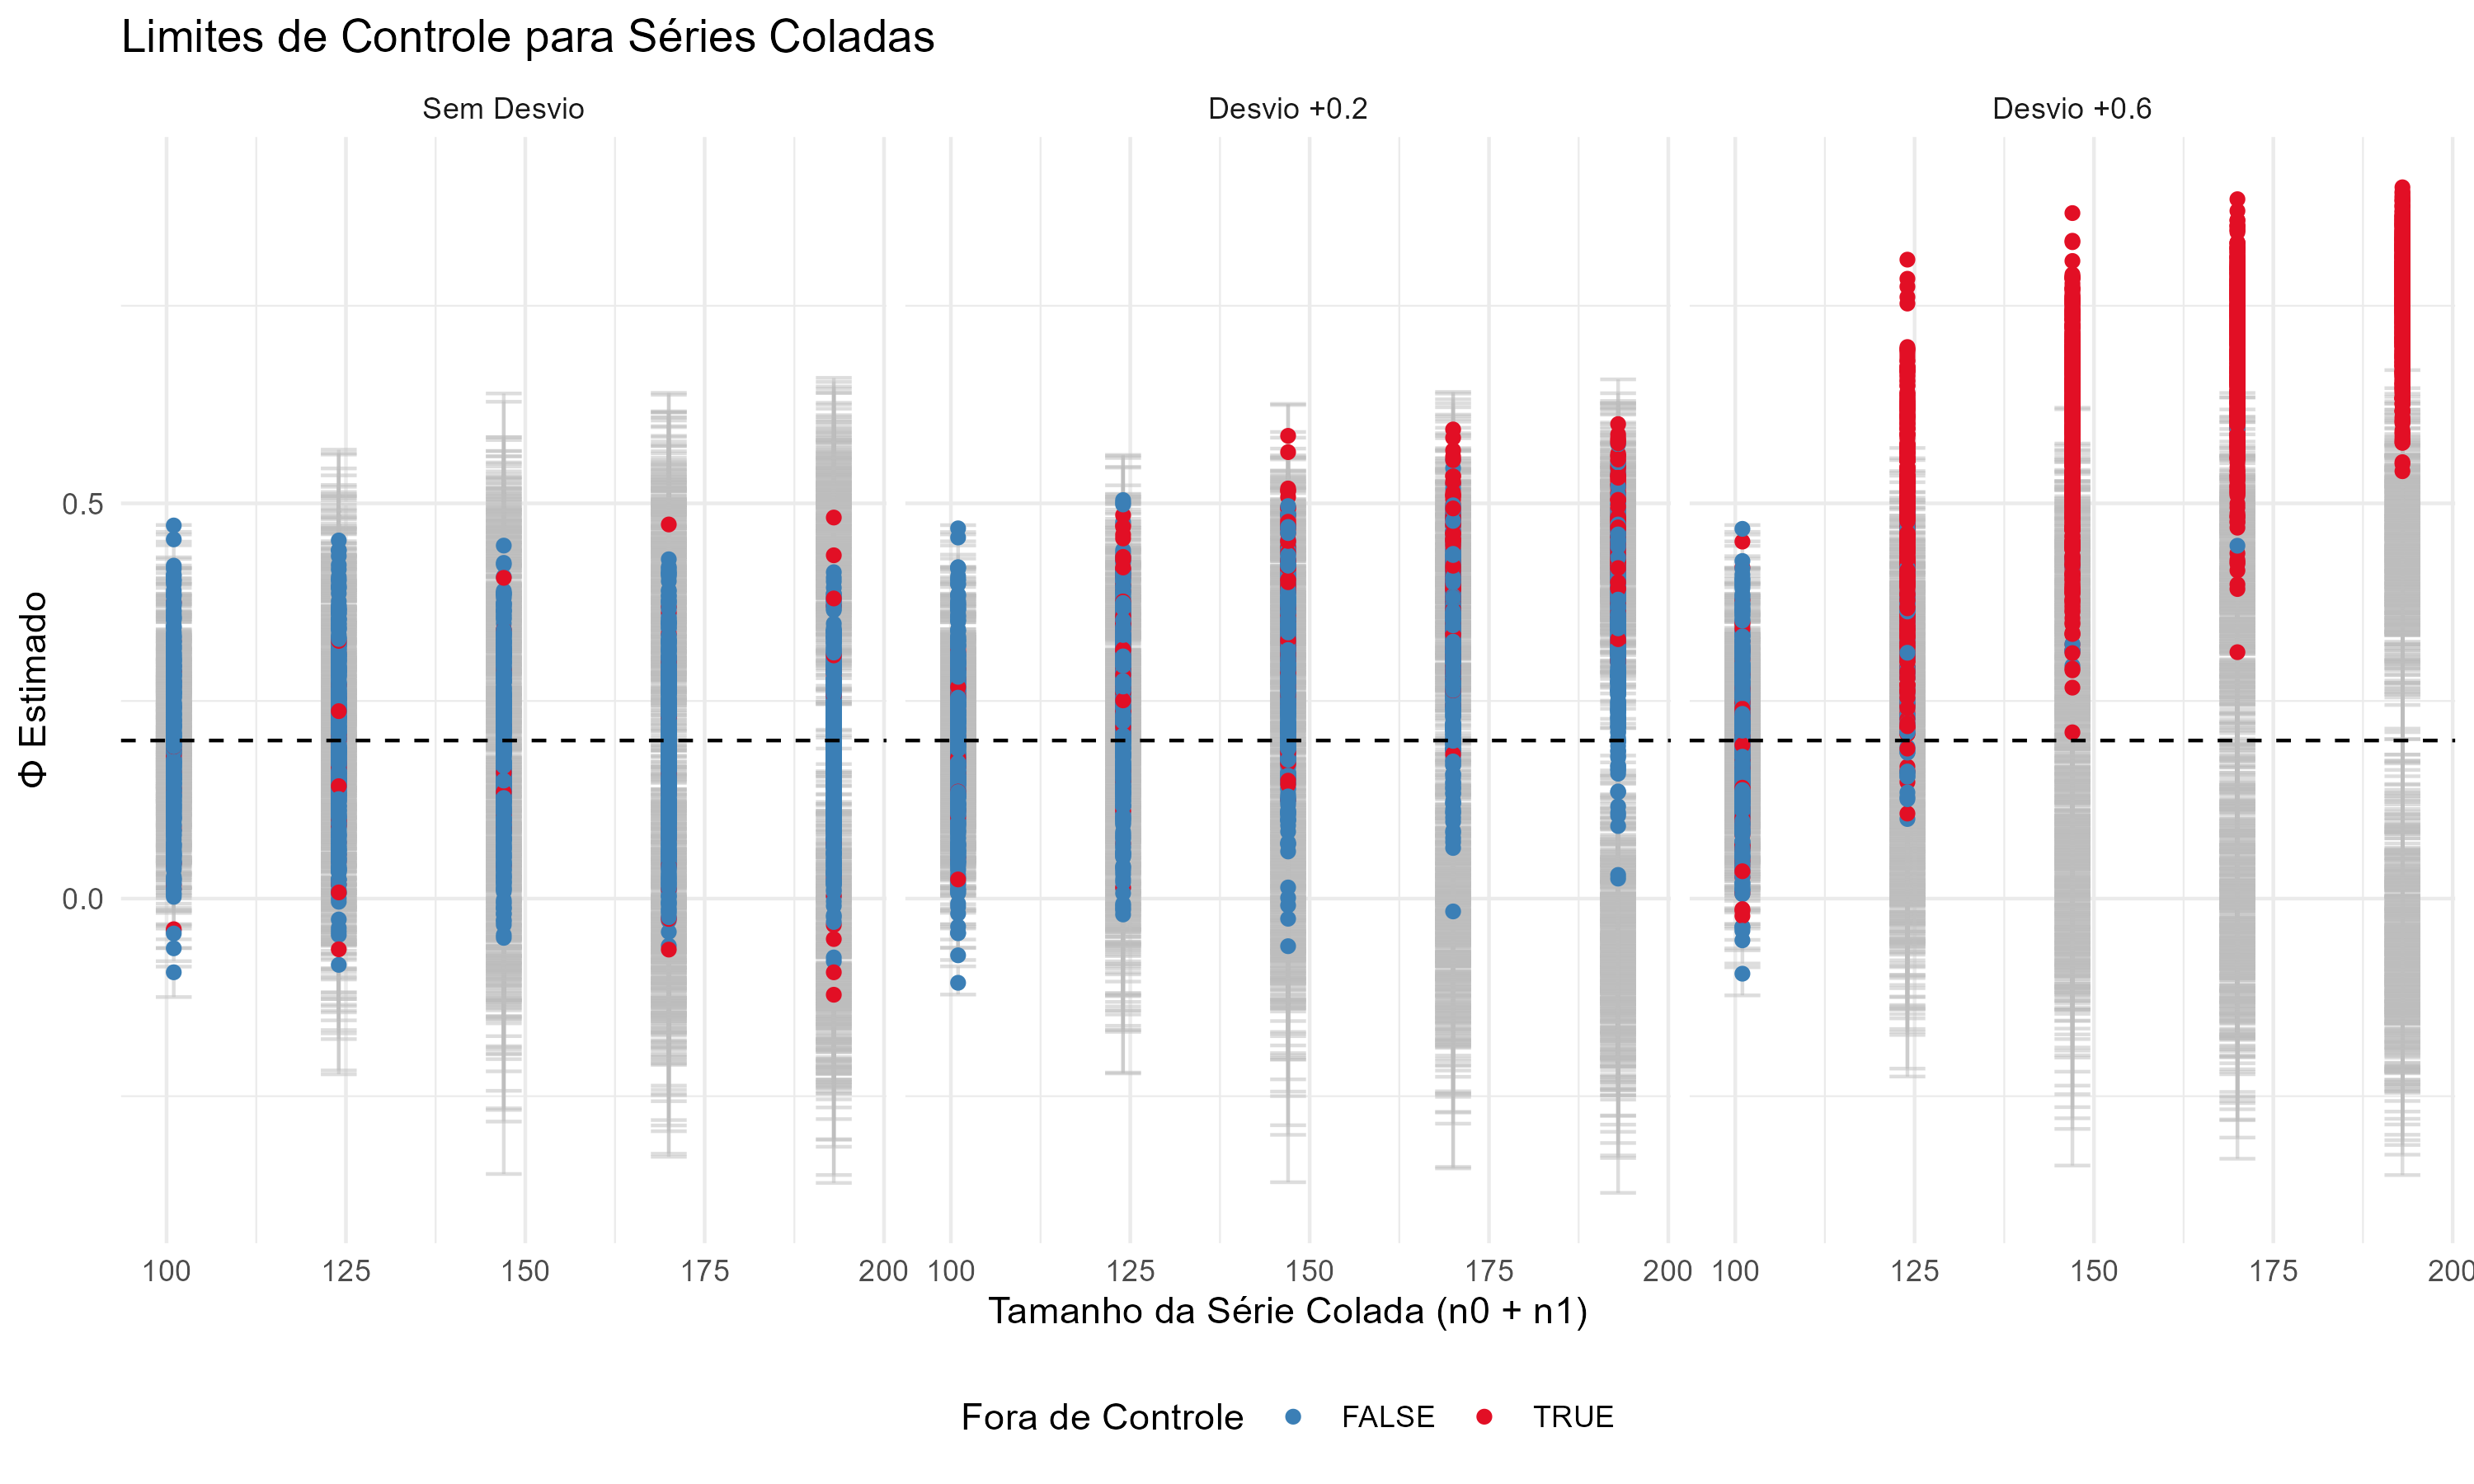 Limites de Controle para Séries Coladas
Sem Desvio
Desvio +0.2
Desvio +0.6
Φ Estimado
0.5
0.0
100 125 150 175 200
100 125 150 175 200
100 125 150 175 200
Tamanho da Série Colada (n0 + n1)
Fora de Controle FALSE TRUE